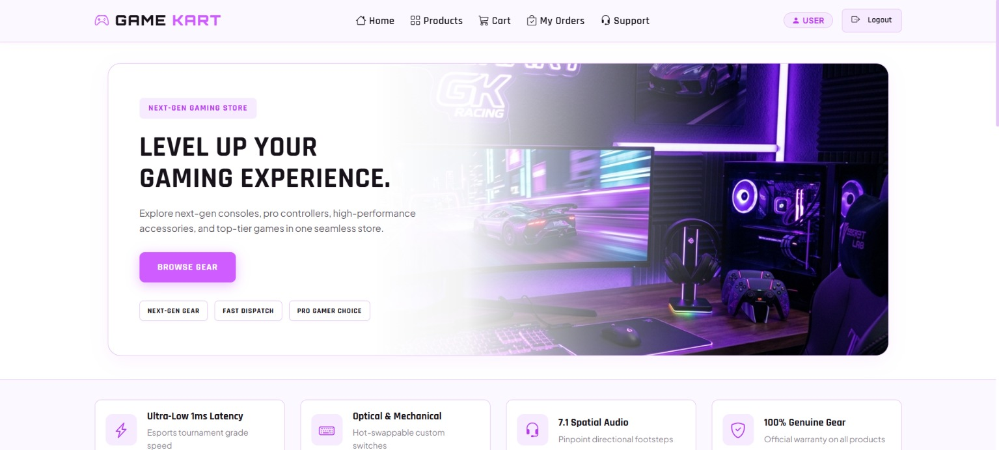 GAME KART
Home
Products
Cart
My Orders
Support
USER
Logout
GK
RACING
NEXT-GEN GAMING STORE
LEVEL UP YOUR
GAMING EXPERIENCE.
Explore next-gen consoles, pro controllers, high-performance
accessories, and top-tier games in one seamless store.
BROWSE GEAR
NEXT-GEN GEAR
FAST DISPATCH
PRO GAMER CHOICE
Ultra-Low 1ms Latency
Esports tournament grade
speed
Optical & Mechanical
Hot-swappable custom
switches
7.1 Spatial Audio
Pinpoint directional footsteps
100% Genuine Gear
Official warranty on all products